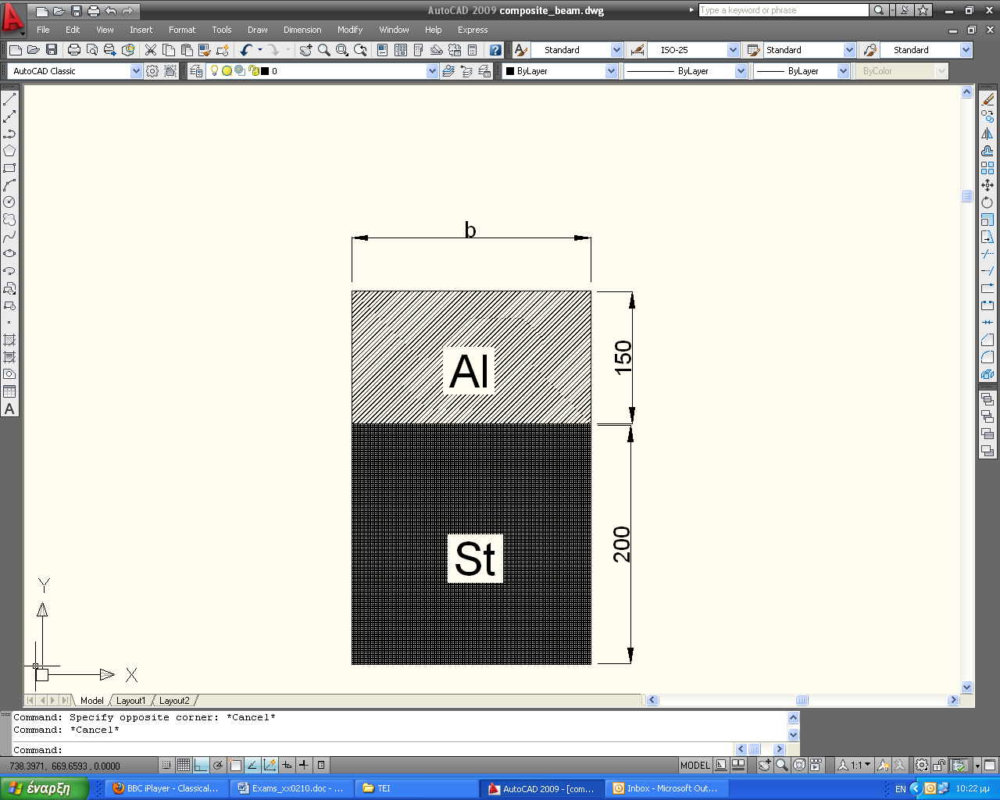 AutoCAD 2009 composite_beam.dwg
Type a keyword or phrase
File Edit View Insert Format Tools Draw Dimension Modify Window Help Express
Standard ISO-25 Standard Standard
AutoCAD Classic 0 ByLayer ByLayer ByLayer ByColor
b
Al
150
St
200
Y
X
Model Layout1 Layout2
Command: Specify opposite corner: *Cancel*
Command: *Cancel*
Command:
738.3971, 669.6593 , 0.0000 MODEL 1:1
έναρξη BBC iPlayer - Classical... Exams_xx0210.doc - ... TEI AutoCAD 2009 - [com... Inbox - Microsoft Out... EN 10:22 μμ